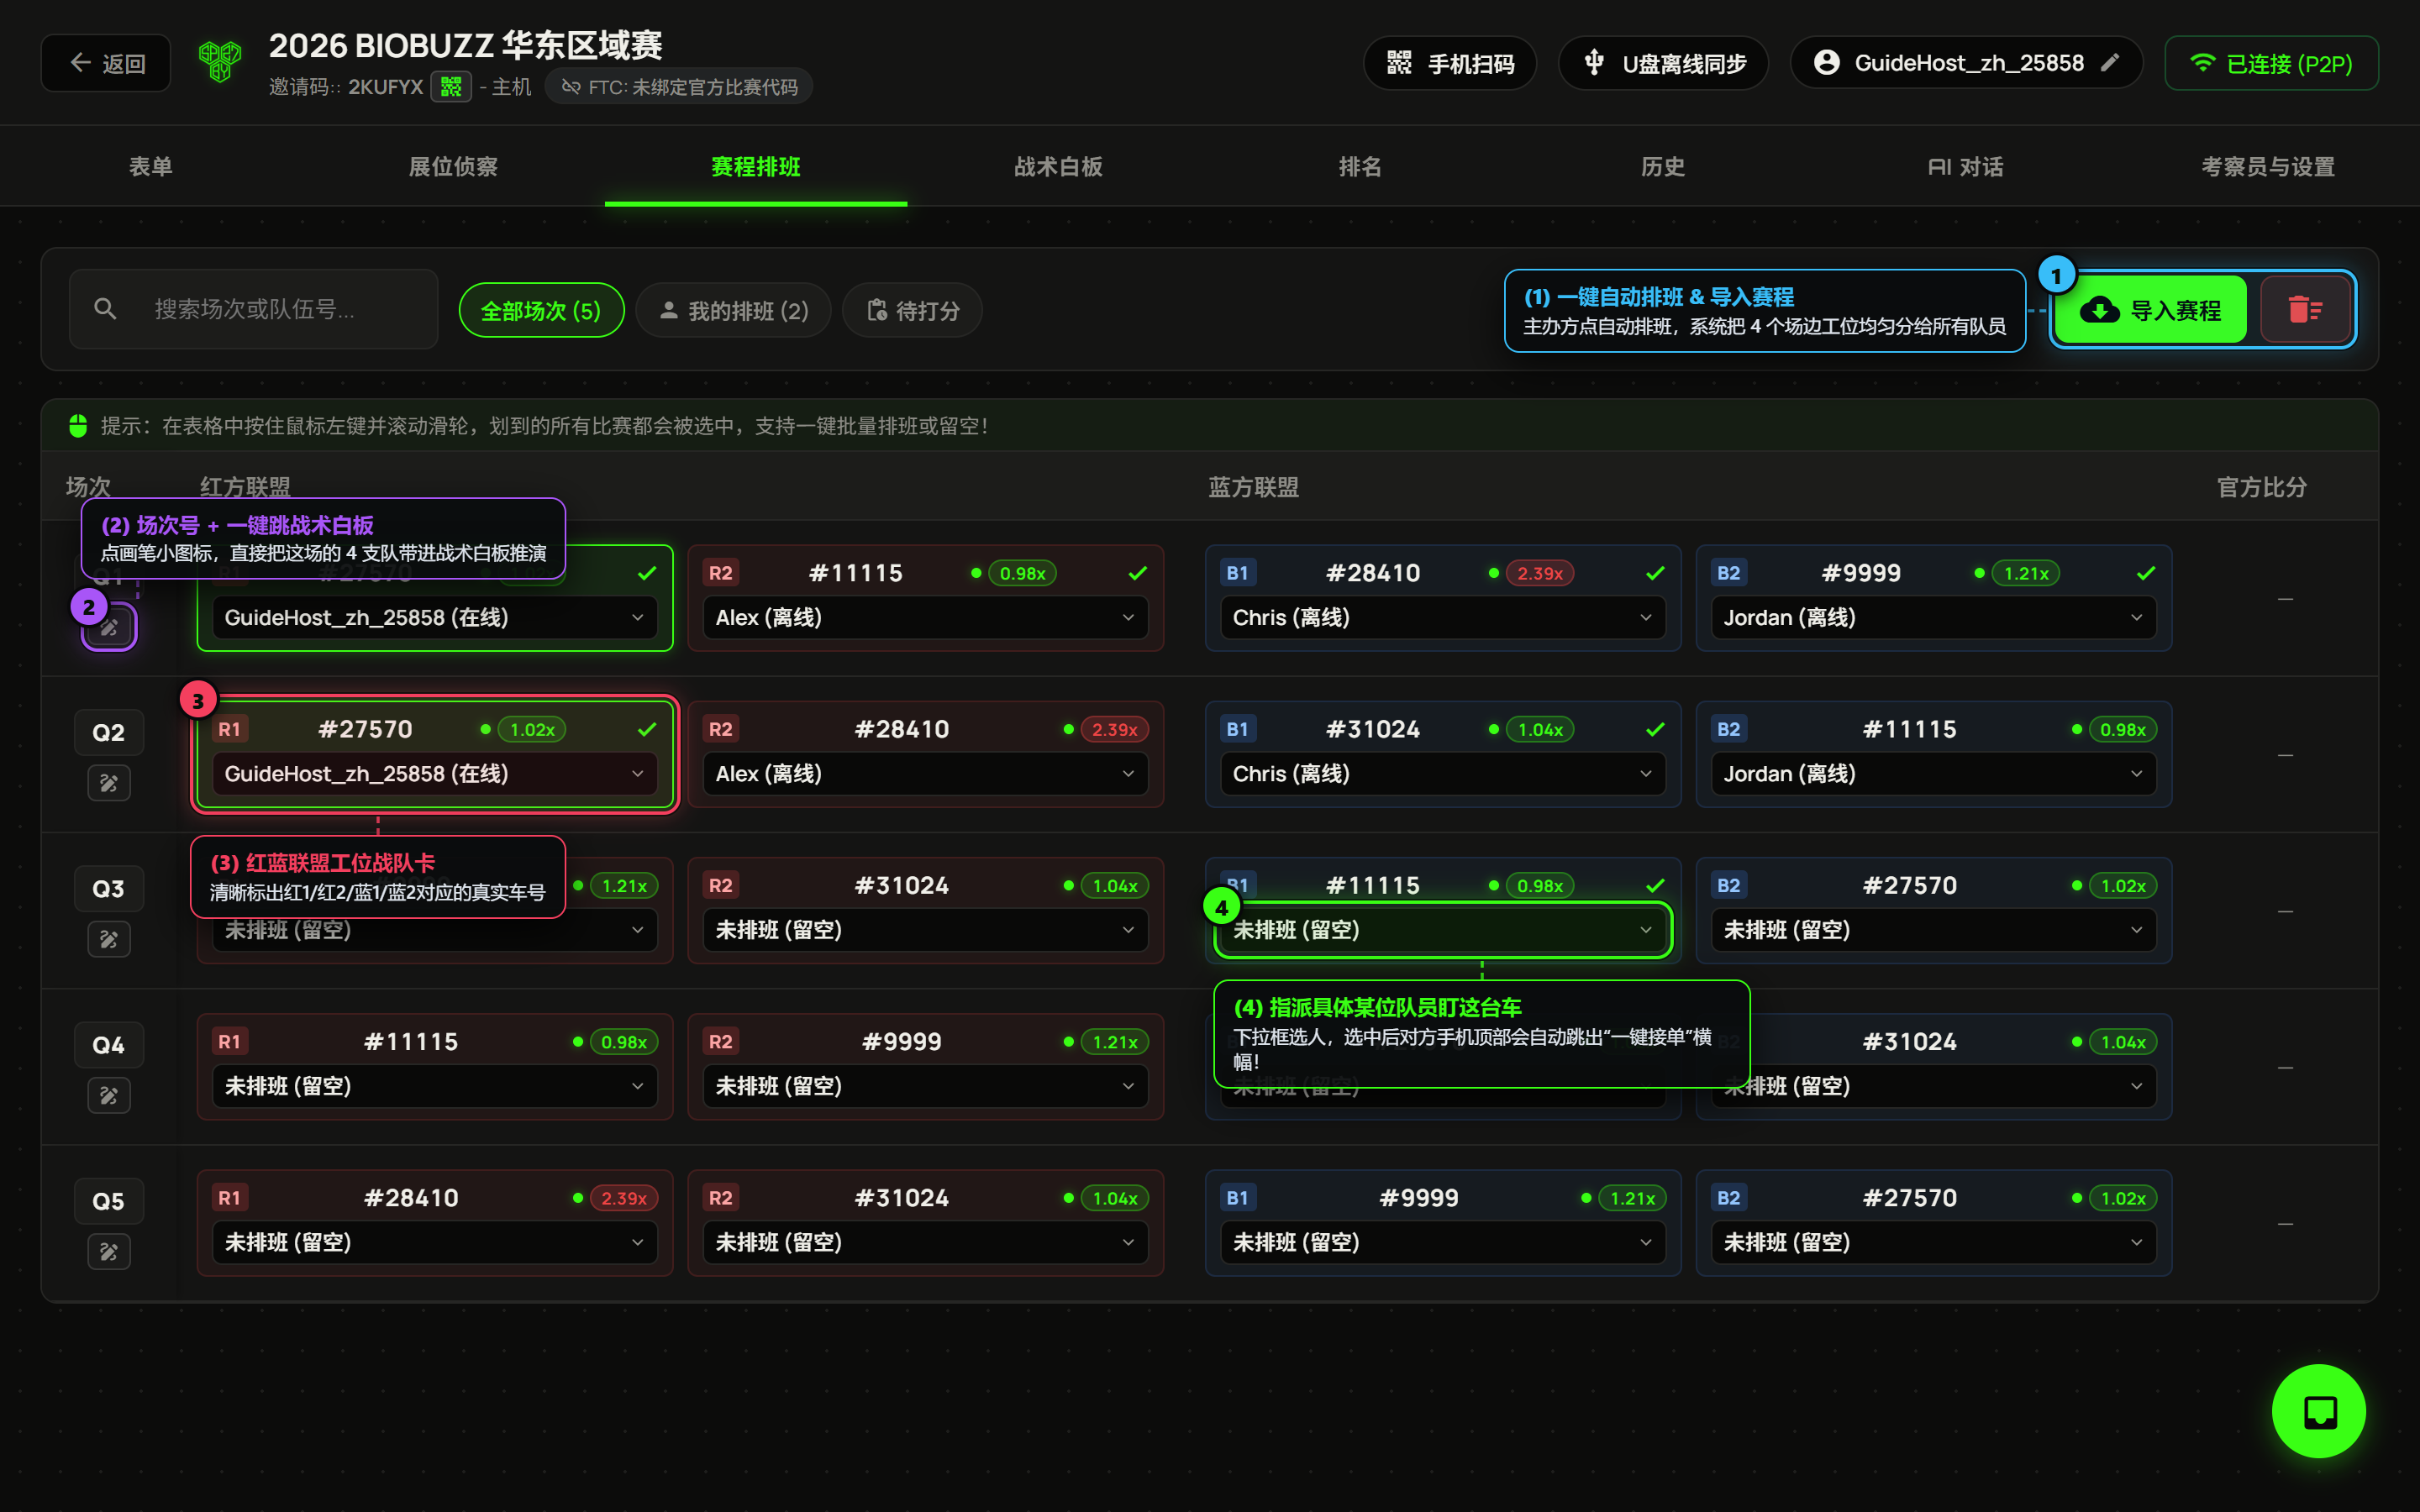 返回
2026 BIOBUZZ 华东区域赛
邀请码:: 2KUFYX - 主机 FTC: 未绑定官方比赛代码
手机扫码
U盘离线同步
GuideHost_zh_25858
已连接 (P2P)
表单
展位侦察
赛程排班
战术白板
排名
历史
AI 对话
考察员与设置
搜索场次或队伍号...
全部场次 (5)
我的排班 (2)
待打分
(1) 一键自动排班 & 导入赛程
主办方点自动排班，系统把 4 个场边工位均匀分给所有队员
1
导入赛程
提示：在表格中按住鼠标左键并滚动滑轮，划到的所有比赛都会被选中，支持一键批量排班或留空！
场次 红方联盟 蓝方联盟 官方比分
(2) 场次号 + 一键跳战术白板
点画笔小图标，直接把这场的 4 支队带进战术白板推演
2
Q1
R1 #27570 1.02x
GuideHost_zh_25858 (在线)
R2 #11115 0.98x
Alex (离线)
B1 #28410 2.39x
Chris (离线)
B2 #9999 1.21x
Jordan (离线)
—
3
Q2
R1 #27570 1.02x
GuideHost_zh_25858 (在线)
R2 #28410 2.39x
Alex (离线)
B1 #31024 1.04x
Chris (离线)
B2 #11115 0.98x
Jordan (离线)
—
(3) 红蓝联盟工位战队卡
清晰标出红1/红2/蓝1/蓝2对应的真实车号
Q3
1.21x
未排班 (留空)
R2 #31024 1.04x
未排班 (留空)
4
B1 #11115 0.98x
未排班 (留空)
B2 #27570 1.02x
未排班 (留空)
—
(4) 指派具体某位队员盯这台车
下拉框选人，选中后对方手机顶部会自动跳出“一键接单”横
幅！
Q4
R1 #11115 0.98x
未排班 (留空)
R2 #9999 1.21x
未排班 (留空)
未排班 (留空)
B2 #31024 1.04x
未排班 (留空)
—
Q5
R1 #28410 2.39x
未排班 (留空)
R2 #31024 1.04x
未排班 (留空)
B1 #9999 1.21x
未排班 (留空)
B2 #27570 1.02x
未排班 (留空)
—